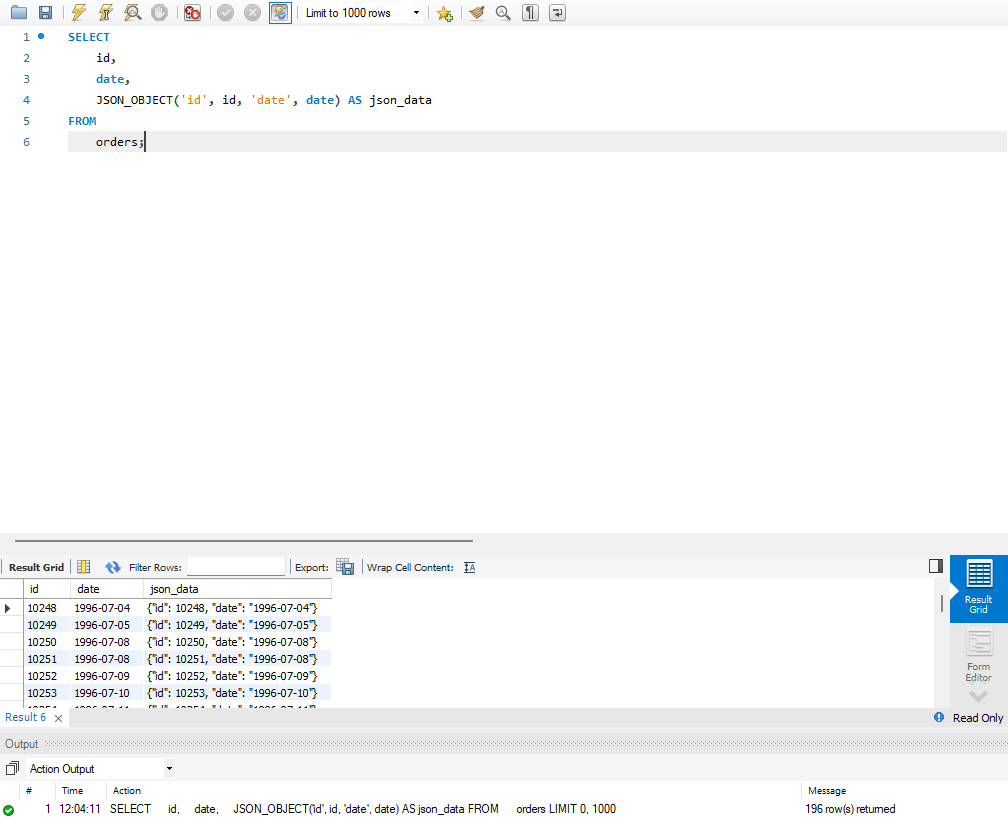 Limit to 1000 rows
1 SELECT
2 id,
3 date,
4 JSON_OBJECT('id', id, 'date', date) AS json_data
5 FROM
6 orders;
Result Grid Filter Rows: Export: Wrap Cell Content:
id date json_data
10248 1996-07-04 {"id": 10248, "date": "1996-07-04"}
10249 1996-07-05 {"id": 10249, "date": "1996-07-05"}
10250 1996-07-08 {"id": 10250, "date": "1996-07-08"}
10251 1996-07-08 {"id": 10251, "date": "1996-07-08"}
10252 1996-07-09 {"id": 10252, "date": "1996-07-09"}
10253 1996-07-10 {"id": 10253, "date": "1996-07-10"}
Result
Grid
Form
Editor
Result 6
Read Only
Output
Action Output
# Time Action Message
1 12:04:11 SELECT id, date, JSON_OBJECT('id', id, 'date', date) AS json_data FROM orders LIMIT 0, 1000 196 row(s) returned